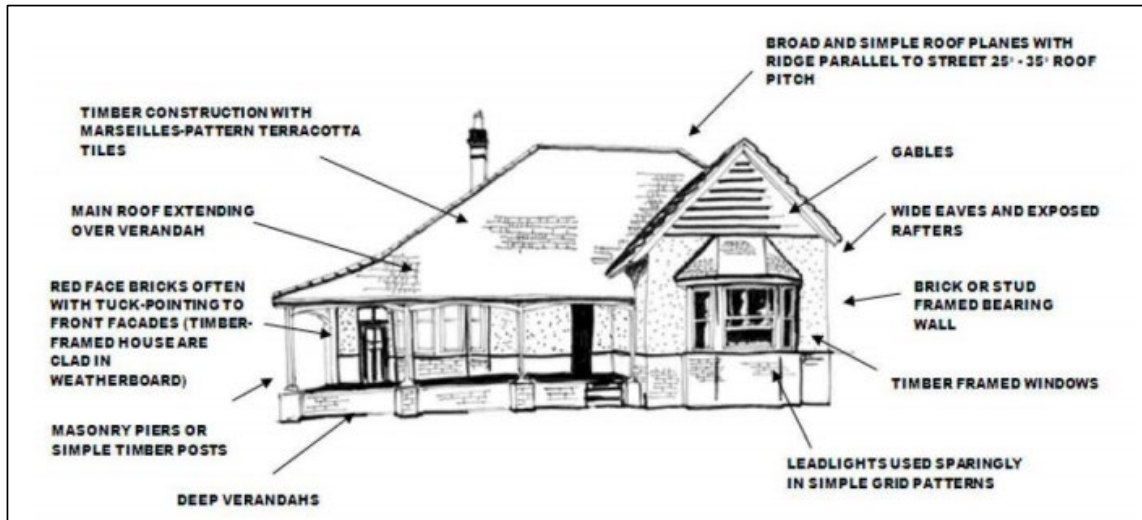 BROAD AND SIMPLE ROOF PLANES WITH
RIDGE PARALLEL TO STREET 25° - 35° ROOF
PITCH
TIMBER CONSTRUCTION WITH
MARSEILLES-PATTERN TERRACOTTA
TILES
GABLES
MAIN ROOF EXTENDING
OVER VERANDAH
WIDE EAVES AND EXPOSED
RAFTERS
RED FACE BRICKS OFTEN
WITH TUCK-POINTING TO
FRONT FACADES (TIMBER-
FRAMED HOUSE ARE
CLAD IN
WEATHERBOARD)
BRICK OR STUD
FRAMED BEARING
WALL
TIMBER FRAMED WINDOWS
MASONRY PIERS OR
SIMPLE TIMBER POSTS
LEADLIGHTS USED SPARINGLY
IN SIMPLE GRID PATTERNS
DEEP VERANDAHS